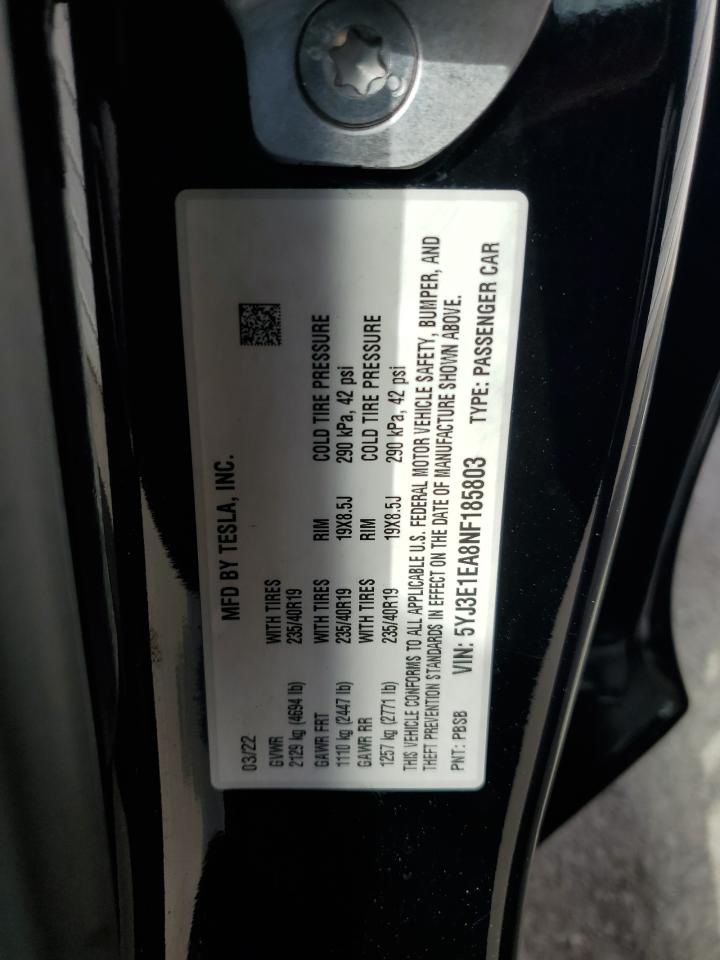 MFD BY TESLA, INC.
03/22
GVWR WITH TIRES
2129 kg (4694 lb) 235/40R19
GAWR FRT WITH TIRES RIM COLD TIRE PRESSURE
1110 kg (2447 lb) 235/40R19 19X8.5J 290 kPa, 42 psi
GAWR RR WITH TIRES RIM COLD TIRE PRESSURE
1257 kg (2771 lb) 235/40R19 19X8.5J 290 kPa, 42 psi
THIS VEHICLE CONFORMS TO ALL APPLICABLE U.S. FEDERAL MOTOR VEHICLE SAFETY, BUMPER, AND
THEFT PREVENTION STANDARDS IN EFFECT ON THE DATE OF MANUFACTURE SHOWN ABOVE.
PNT: PBSB VIN: 5YJ3E1EA8NF185803 TYPE: PASSENGER CAR